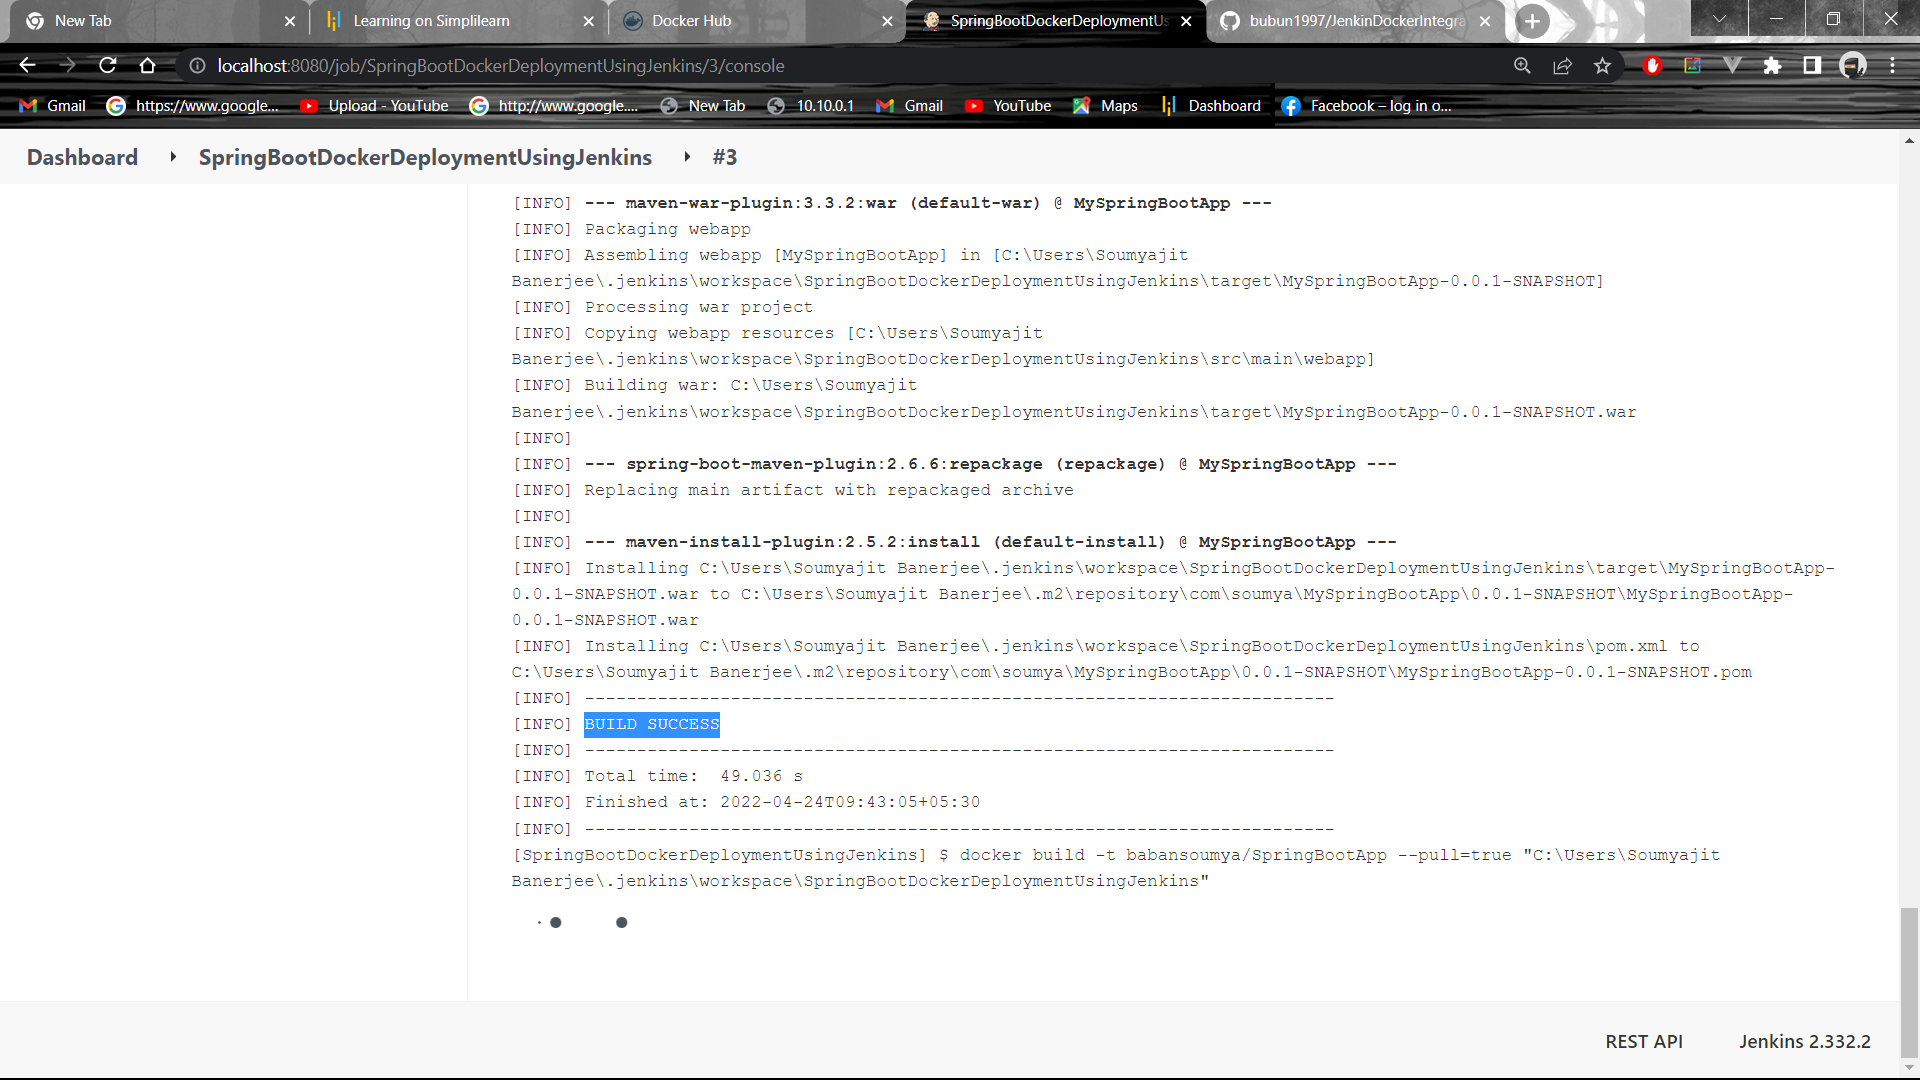 New Tab
Learning on Simplilearn
Docker Hub
SpringBootDockerDeploymentUs
bubun1997/JenkinDockerIntegra
localhost:8080/job/SpringBootDockerDeploymentUsingJenkins/3/console
Gmail
https://www.google...
Upload - YouTube
http://www.google....
New Tab
10.10.0.1
Gmail
YouTube
Maps
Dashboard
Facebook – log in o...
Dashboard
SpringBootDockerDeploymentUsingJenkins
#3
[INFO] --- maven-war-plugin:3.3.2:war (default-war) @ MySpringBootApp ---
[INFO] Packaging webapp
[INFO] Assembling webapp [MySpringBootApp] in [C:\Users\Soumyajit
Banerjee\.jenkins\workspace\SpringBootDockerDeploymentUsingJenkins\target\MySpringBootApp-0.0.1-SNAPSHOT]
[INFO] Processing war project
[INFO] Copying webapp resources [C:\Users\Soumyajit
Banerjee\.jenkins\workspace\SpringBootDockerDeploymentUsingJenkins\src\main\webapp]
[INFO] Building war: C:\Users\Soumyajit
Banerjee\.jenkins\workspace\SpringBootDockerDeploymentUsingJenkins\target\MySpringBootApp-0.0.1-SNAPSHOT.war
[INFO]
[INFO] --- spring-boot-maven-plugin:2.6.6:repackage (repackage) @ MySpringBootApp ---
[INFO] Replacing main artifact with repackaged archive
[INFO]
[INFO] --- maven-install-plugin:2.5.2:install (default-install) @ MySpringBootApp ---
[INFO] Installing C:\Users\Soumyajit Banerjee\.jenkins\workspace\SpringBootDockerDeploymentUsingJenkins\target\MySpringBootApp-
0.0.1-SNAPSHOT.war to C:\Users\Soumyajit Banerjee\.m2\repository\com\soumya\MySpringBootApp\0.0.1-SNAPSHOT\MySpringBootApp-
0.0.1-SNAPSHOT.war
[INFO] Installing C:\Users\Soumyajit Banerjee\.jenkins\workspace\SpringBootDockerDeploymentUsingJenkins\pom.xml to
C:\Users\Soumyajit Banerjee\.m2\repository\com\soumya\MySpringBootApp\0.0.1-SNAPSHOT\MySpringBootApp-0.0.1-SNAPSHOT.pom
[INFO] ------------------------------------------------------------------------
[INFO] BUILD SUCCESS
[INFO] ------------------------------------------------------------------------
[INFO] Total time:  49.036 s
[INFO] Finished at: 2022-04-24T09:43:05+05:30
[INFO] ------------------------------------------------------------------------
[SpringBootDockerDeploymentUsingJenkins] $ docker build -t babansoumya/SpringBootApp --pull=true "C:\Users\Soumyajit
Banerjee\.jenkins\workspace\SpringBootDockerDeploymentUsingJenkins"
REST API
Jenkins 2.332.2